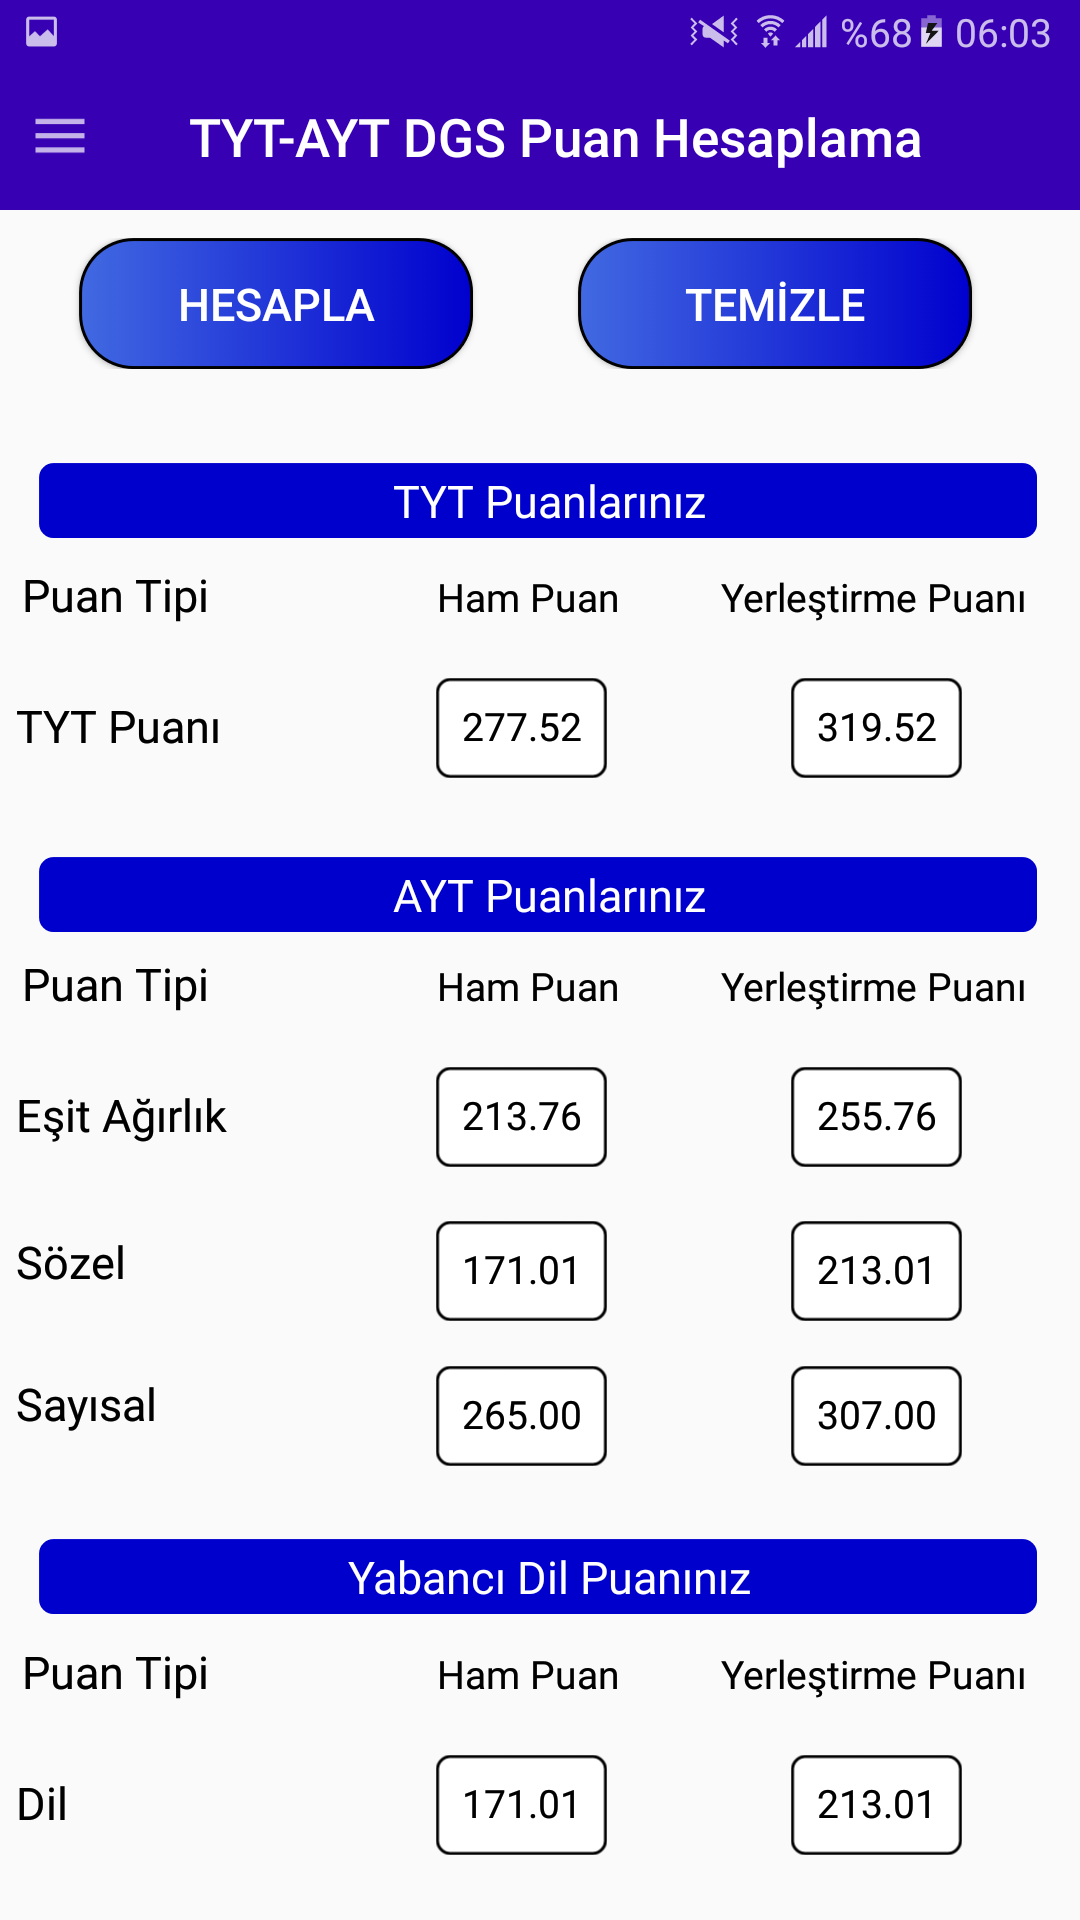 %68 06:03
TYT-AYT DGS Puan Hesaplama
HESAPLA TEMİZLE
TYT Puanlarınız
Puan Tipi Ham Puan Yerleştirme Puanı
TYT Puanı 277.52 319.52
AYT Puanlarınız
Puan Tipi Ham Puan Yerleştirme Puanı
Eşit Ağırlık 213.76 255.76
Sözel 171.01 213.01
Sayısal 265.00 307.00
Yabancı Dil Puanınız
Puan Tipi Ham Puan Yerleştirme Puanı
Dil 171.01 213.01